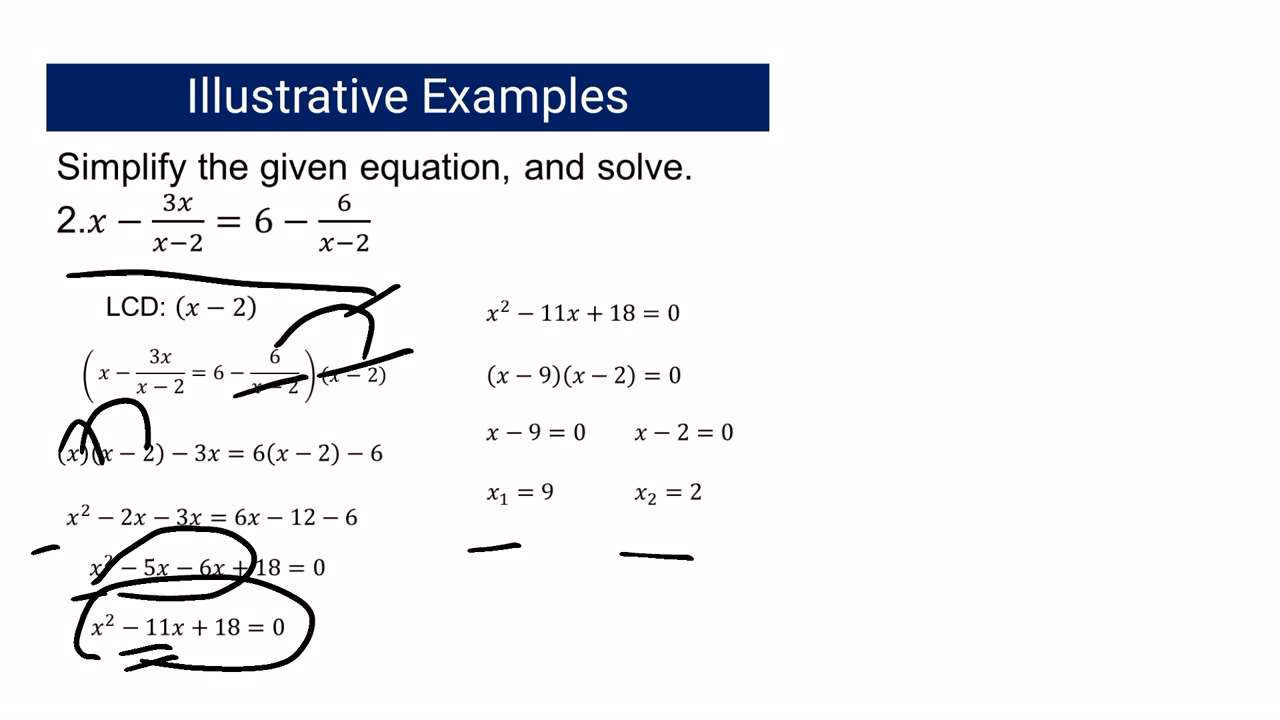 Illustrative Examples
Simplify the given equation, and solve.
2. x − 3x/(x−2) = 6 − 6/(x−2)
LCD: (x − 2)
(x − 3x/(x − 2) = 6 − 6/(x − 2))(x − 2)
(x)(x − 2) − 3x = 6(x − 2) − 6
x² − 2x − 3x = 6x − 12 − 6
x² − 5x − 6x + 18 = 0
x² − 11x + 18 = 0
x² − 11x + 18 = 0
(x − 9)(x − 2) = 0
x − 9 = 0 x − 2 = 0
x₁ = 9 x₂ = 2